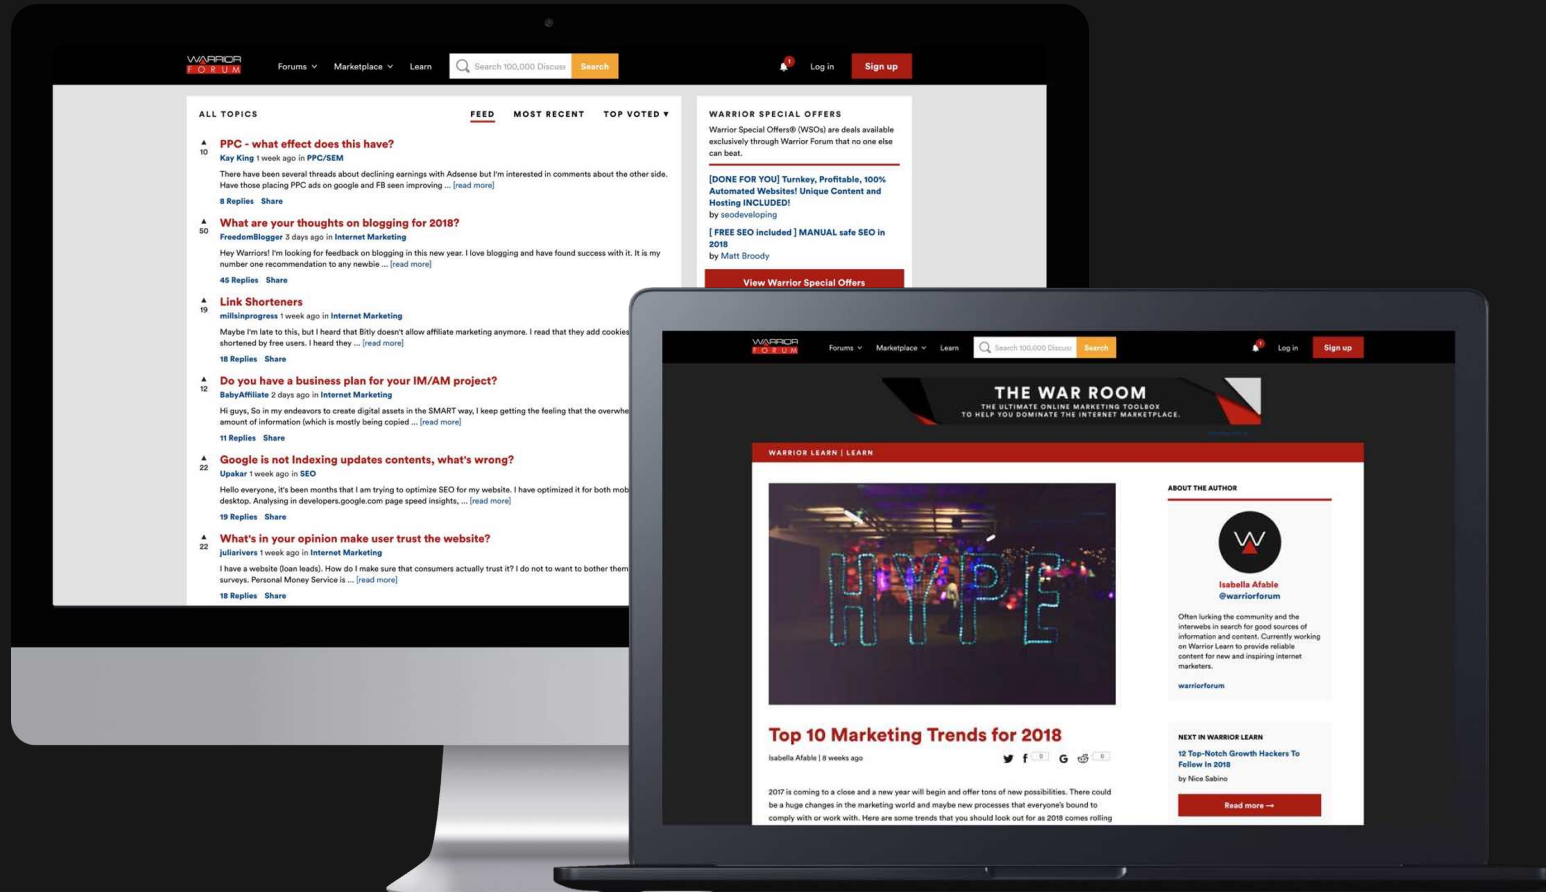 WARRIOR
FORUM
Forums
Marketplace
Learn
Search 100,000 Discuss
Search
1
Log in
Sign up
ALL TOPICS
FEED
MOST RECENT
TOP VOTED ▼
▲ PPC - what effect does this have?
10
Kay King 1 week ago in PPC/SEM
There have been several threads about declining earnings with Adsense but I'm interested in comments about the other side.
Have those placing PPC ads on google and FB seen improving ... [read more]
8 Replies Share
▲ What are your thoughts on blogging for 2018?
50
FreedomBlogger 3 days ago in Internet Marketing
Hey Warriors! I'm looking for feedback on blogging in this new year. I love blogging and have found success with it. It is my
number one recommendation to any newbie ... [read more]
45 Replies Share
▲ Link Shorteners
19
millsinprogress 1 week ago in Internet Marketing
Maybe I'm late to this, but I heard that Bitly doesn't allow affiliate marketing anymore. I read that they add cookies
shortened by free users. I heard they ... [read more]
18 Replies Share
▲ Do you have a business plan for your IM/AM project?
12
BabyAffiliate 2 days ago in Internet Marketing
Hi guys, So in my endeavors to create digital assets in the SMART way, I keep getting the feeling that the overwhe
amount of information (which is mostly being copied ... [read more]
11 Replies Share
▲ Google is not Indexing updates contents, what's wrong?
22
Upakar 1 week ago in SEO
Hello everyone, it's been months that I am trying to optimize SEO for my website. I have optimized it for both mob
desktop. Analysing in developers.google.com page speed insights, ... [read more]
19 Replies Share
▲ What's in your opinion make user trust the website?
22
juliarivers 1 week ago in Internet Marketing
I have a website (loan leads). How do I make sure that consumers actually trust it? I do not to want to bother them
surveys. Personal Money Service is ... [read more]
18 Replies Share
WARRIOR SPECIAL OFFERS
Warrior Special Offers® (WSOs) are deals available
exclusively through Warrior Forum that no one else
can beat.
[DONE FOR YOU] Turnkey, Profitable, 100%
Automated Websites! Unique Content and
Hosting INCLUDED!
by seodeveloping
[ FREE SEO included ] MANUAL safe SEO in
2018
by Matt Broody
View Warrior Special Offers
WARRIOR
FORUM
Forums
Marketplace
Learn
Search 100,000 Discuss
Search
Log in
Sign up
THE WAR ROOM
THE ULTIMATE ONLINE MARKETING TOOLBOX
TO HELP YOU DOMINATE THE INTERNET MARKETPLACE.
WARRIOR LEARN | LEARN
HYPE
Top 10 Marketing Trends for 2018
Isabella Afable | 8 weeks ago
0
0
2017 is coming to a close and a new year will begin and offer tons of new possibilities. There could
be a huge changes in the marketing world and maybe new processes that everyone's bound to
comply with or work with. Here are some trends that you should look out for as 2018 comes rolling
ABOUT THE AUTHOR
Isabella Afable
@warriorforum
Often lurking the community and the
interwebs in search for good sources of
information and content. Currently working
on Warrior Learn to provide reliable
content for new and inspiring internet
marketers.
warriorforum
NEXT IN WARRIOR LEARN
12 Top-Notch Growth Hackers To
Follow In 2018
by Nice Sabino
Read more →